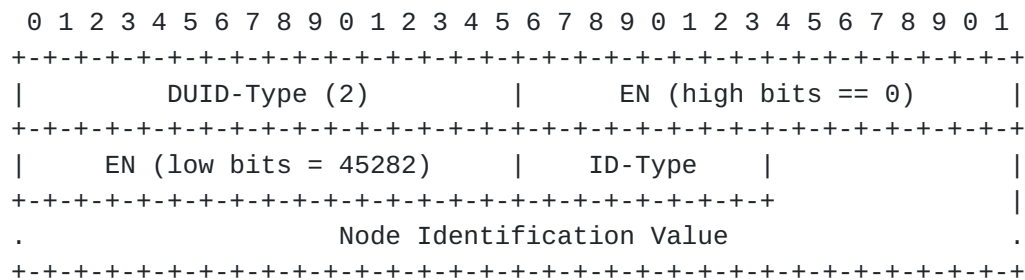 0 1 2 3 4 5 6 7 8 9 0 1 2 3 4 5 6 7 8 9 0 1 2 3 4 5 6 7 8 9 0 1
+-+-+-+-+-+-+-+-+-+-+-+-+-+-+-+-+-+-+-+-+-+-+-+-+-+-+-+-+-+-+-+-+
|         DUID-Type (2)         |      EN (high bits == 0)      |
+-+-+-+-+-+-+-+-+-+-+-+-+-+-+-+-+-+-+-+-+-+-+-+-+-+-+-+-+-+-+-+-+
|     EN (low bits = 45282)     |    ID-Type    |               |
+-+-+-+-+-+-+-+-+-+-+-+-+-+-+-+-+-+-+-+-+-+-+-+-+               |
.                    Node Identification Value                  .
+-+-+-+-+-+-+-+-+-+-+-+-+-+-+-+-+-+-+-+-+-+-+-+-+-+-+-+-+-+-+-+-+